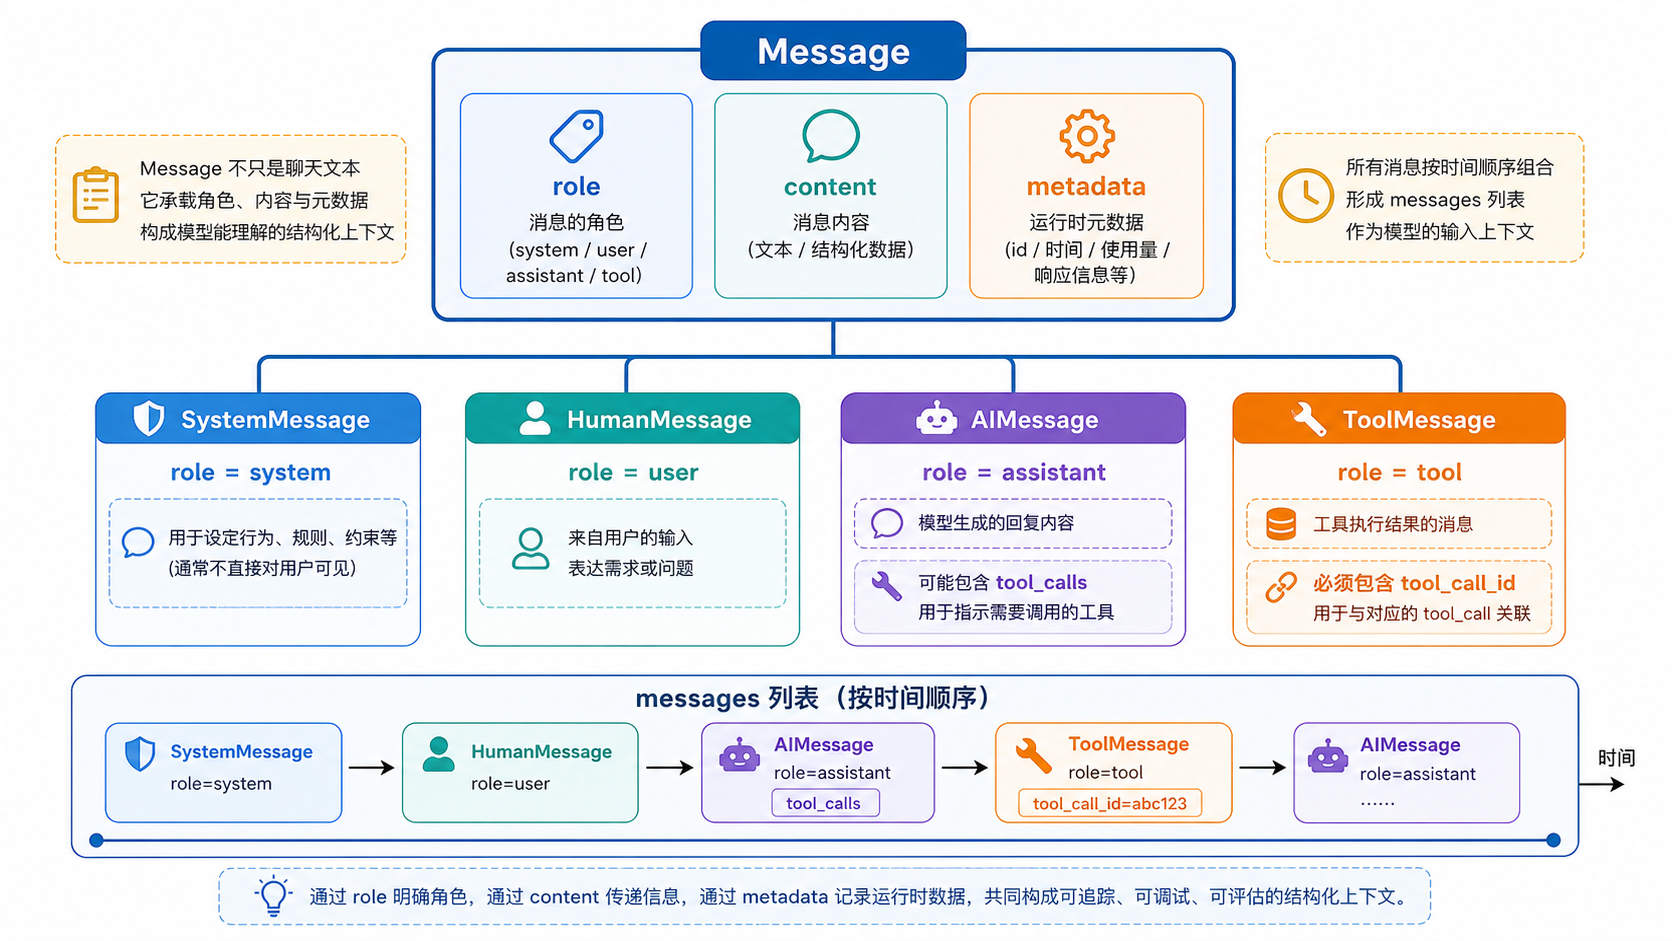 Message
Message 不只是聊天文本
它承载角色、内容与元数据
构成模型能理解的结构化上下文
role
消息的角色
(system / user /
assistant / tool)
content
消息内容
(文本 / 结构化数据)
metadata
运行时元数据
(id / 时间 / 使用量 /
响应信息等)
所有消息按时间顺序组合
形成 messages 列表
作为模型的输入上下文
SystemMessage
role = system
用于设定行为、规则、约束等
(通常不直接对用户可见)
HumanMessage
role = user
来自用户的输入
表达需求或问题
AIMessage
role = assistant
模型生成的回复内容
可能包含 tool_calls
用于指示需要调用的工具
ToolMessage
role = tool
工具执行结果的消息
必须包含 tool_call_id
用于与对应的 tool_call 关联
messages 列表（按时间顺序）
SystemMessage
role=system
HumanMessage
role=user
AIMessage
role=assistant
tool_calls
ToolMessage
role=tool
tool_call_id=abc123
AIMessage
role=assistant
……
时间
通过 role 明确角色，通过 content 传递信息，通过 metadata 记录运行时数据，共同构成可追踪、可调试、可评估的结构化上下文。